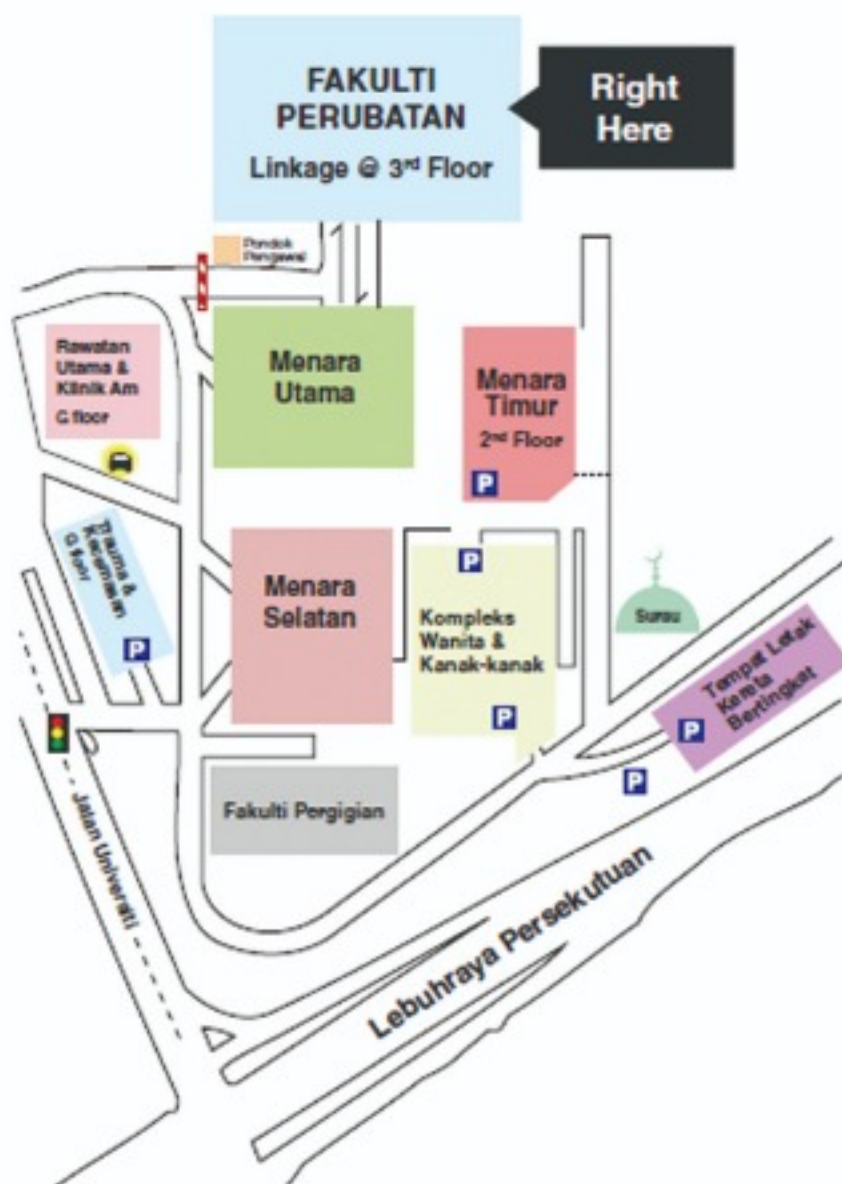 FAKULTI
PERUBATAN
Linkage @ 3rd Floor
Right
Here
Pondok
Pengawal
Rawatan
Utama &
Klinik Am
G floor
Menara
Utama
Menara
Timur
2nd Floor
P
Trauma &
Kecemasan
G floor
P
Menara
Selatan
P
Kompleks
Wanita &
Kanak-kanak
P
Surau
Tempat Letak
Kereta
Bertingkat
P
P
Fakulti Pergigian
Jalan Universiti
Lebuhraya Persekutuan